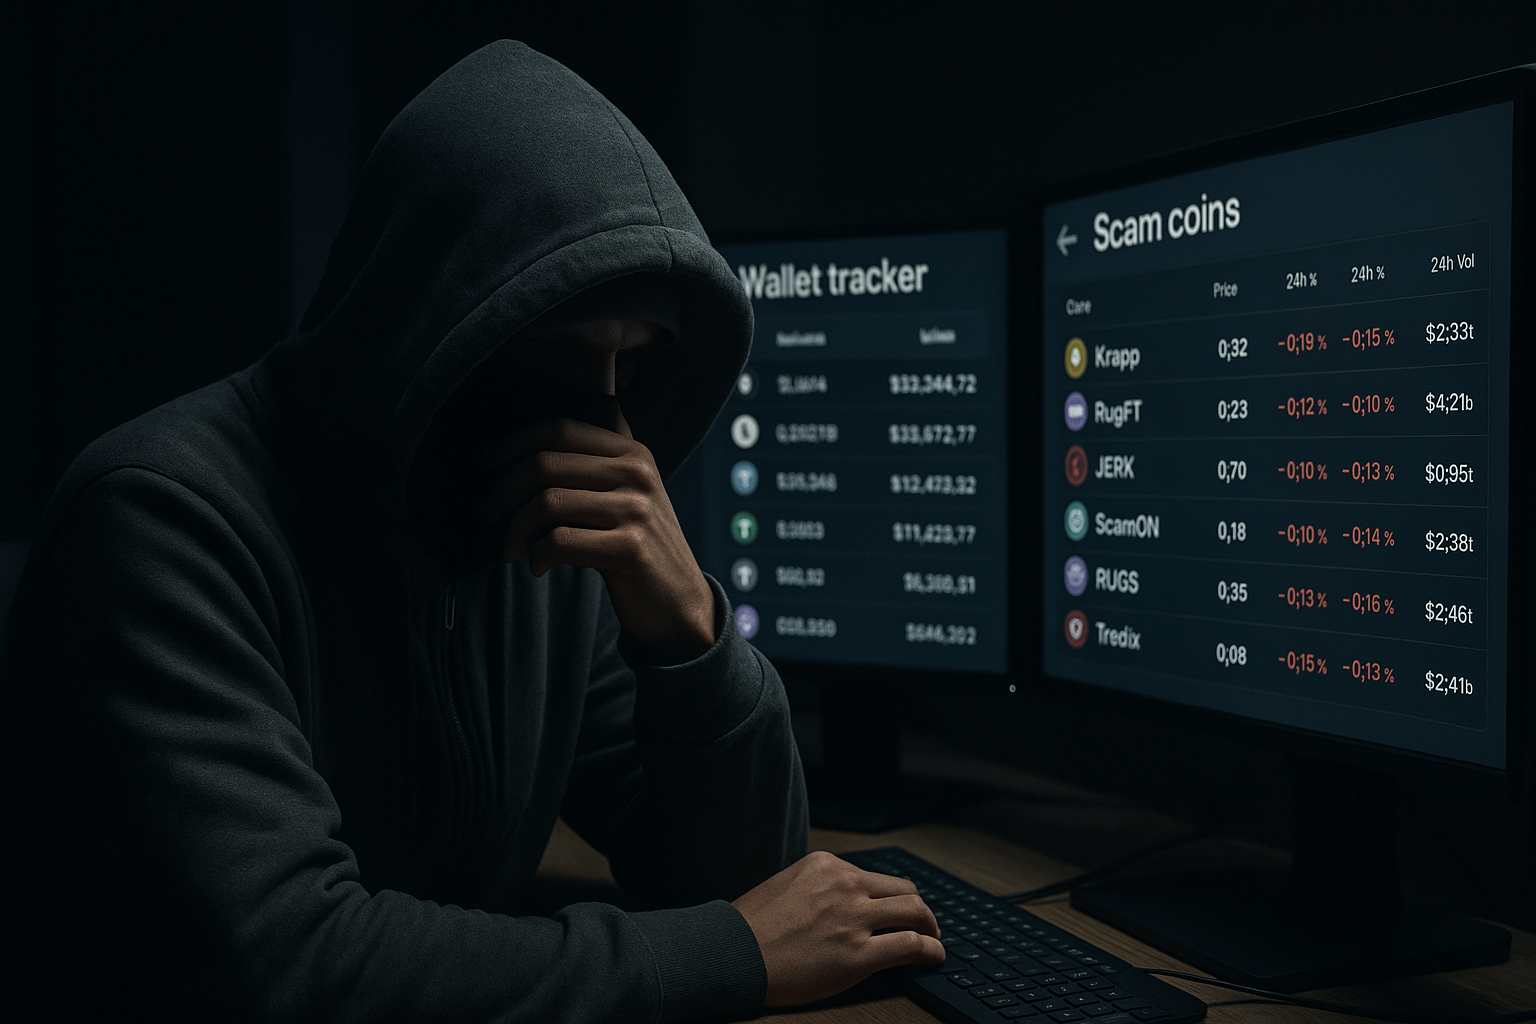 Wallet tracker
$33,344,72
$33,672,77
$12,473,32
$11,423,77
Scam coins
Care Price 24h % 24h % 24h Vol
Krapp 0;32 -0;19 % -0;15 % $2;33t
RugFT 0;23 -0;12 % -0;10 % $4;21b
JERK 0;70 -0;10 % -0;13 % $0;95t
ScamON 0,18 -0;10 % -0;14 % $2;38t
RUGS 0;35 -0;13 % -0;16 % $2;46t
Tredix 0;08 -0;15 % -0;13 % $2;41b